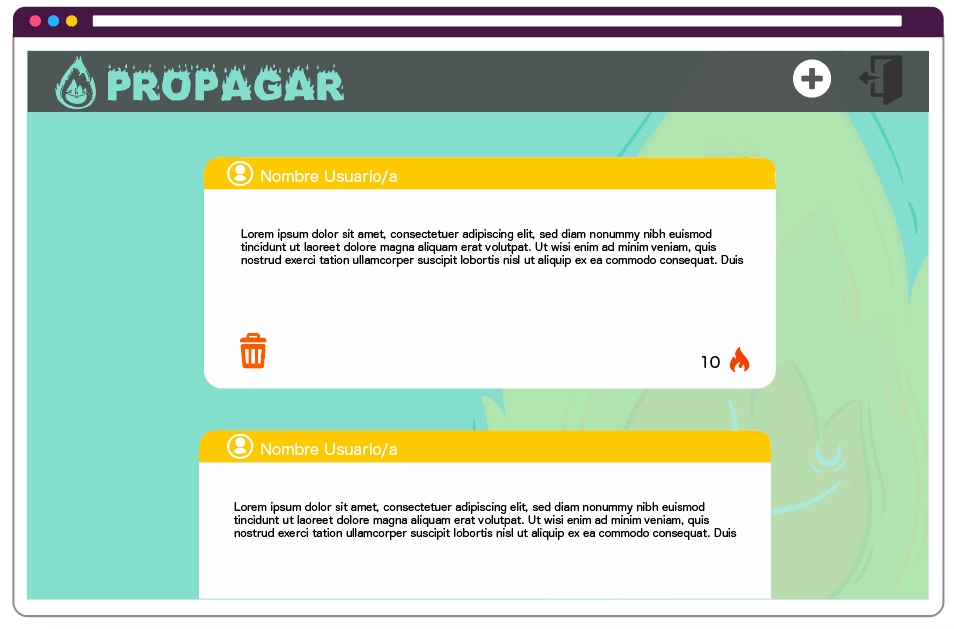 PROPAGAR
Nombre Usuario/a
Lorem ipsum dolor sit amet, consectetuer adipiscing elit, sed diam nonummy nibh euismod
tincidunt ut laoreet dolore magna aliquam erat volutpat. Ut wisi enim ad minim veniam, quis
nostrud exerci tation ullamcorper suscipit lobortis nisl ut aliquip ex ea commodo consequat. Duis
10
Nombre Usuario/a
Lorem ipsum dolor sit amet, consectetuer adipiscing elit, sed diam nonummy nibh euismod
tincidunt ut laoreet dolore magna aliquam erat volutpat. Ut wisi enim ad minim veniam, quis
nostrud exerci tation ullamcorper suscipit lobortis nisl ut aliquip ex ea commodo consequat. Duis